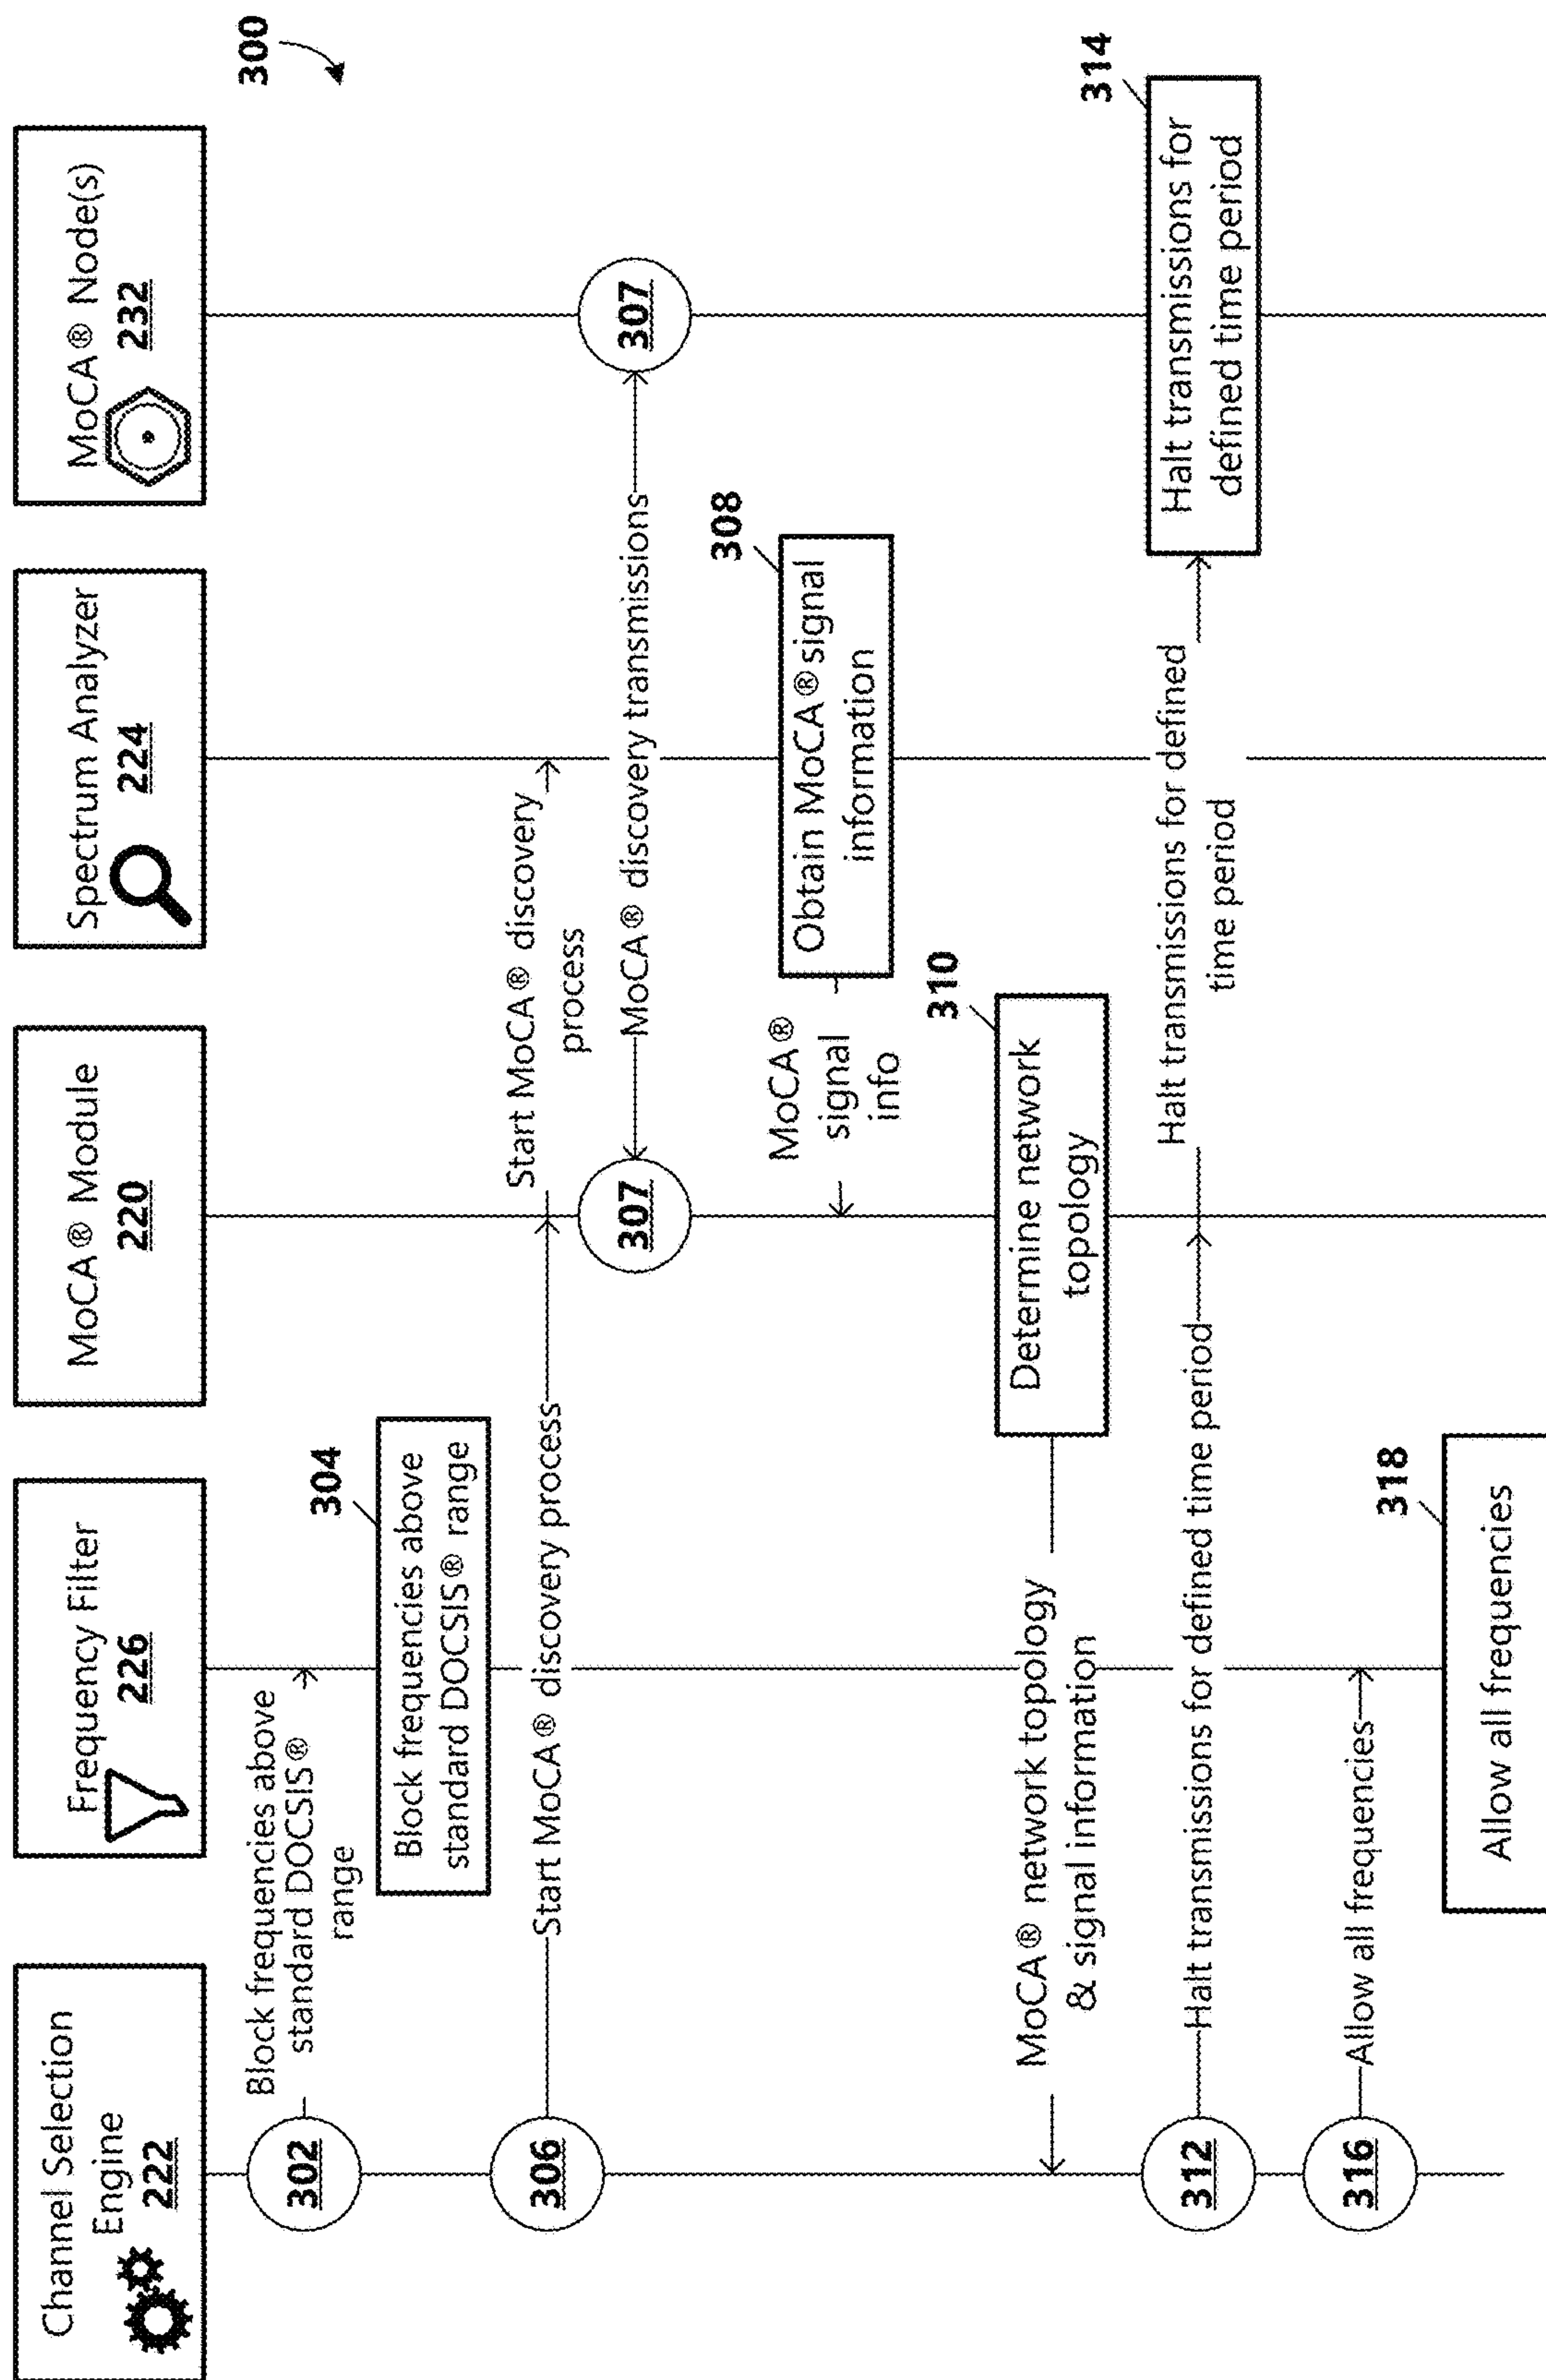 300
Channel Selection
Engine
222
Frequency Filter
226
MoCA® Module
220
Spectrum Analyzer
224
MoCA® Node(s)
232
302
Block frequencies above
standard DOCSIS®
range
304
Block frequencies above
standard DOCSIS® range
306
Start MoCA® discovery process
Start MoCA® discovery
process
307
MoCA® discovery transmissions
307
308
Obtain MoCA® signal
information
MoCA®
signal
info
310
Determine network
topology
MoCA® network topology
& signal information
312
Halt transmissions for defined time period
Halt transmissions for defined
time period
314
Halt transmissions for
defined time period
316
Allow all frequencies
318
Allow all frequencies